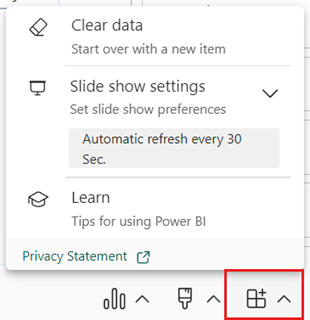 Clear data
Start over with a new item
Slide show settings
Set slide show preferences
Automatic refresh every 30
Sec.
Learn
Tips for using Power BI
Privacy Statement